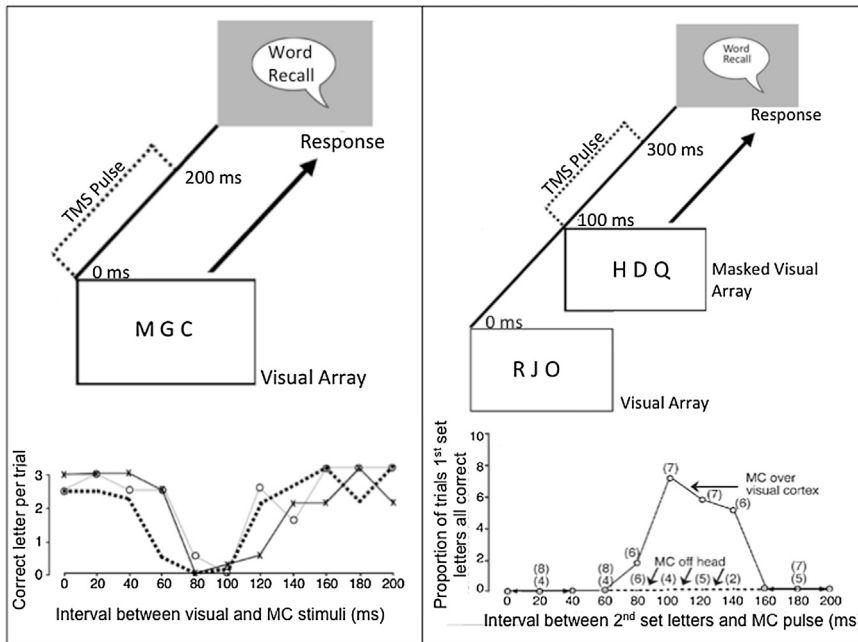 Word
Recall
Response
TMS Pulse
200 ms
0 ms
M G C
Visual Array
3
2
1
0
Correct letter per trial
0 20 40 60 80 100 120 140 160 180 200
Interval between visual and MC stimuli (ms)
Word
Recall
Response
TMS Pulse
300 ms
100 ms
H D Q
Masked Visual
Array
0 ms
R J O
Visual Array
10
8
6
4
2
0
Proportion of trials 1st set
letters all correct
(7)
MC over
visual cortex
(7)
(6)
(6)
MC off head
(8) (8) (7)
(4) (4) (6) (4) (5) (2) (5)
0 20 40 60 80 100 120 140 160 180 200
Interval between 2nd set letters and MC pulse (ms)